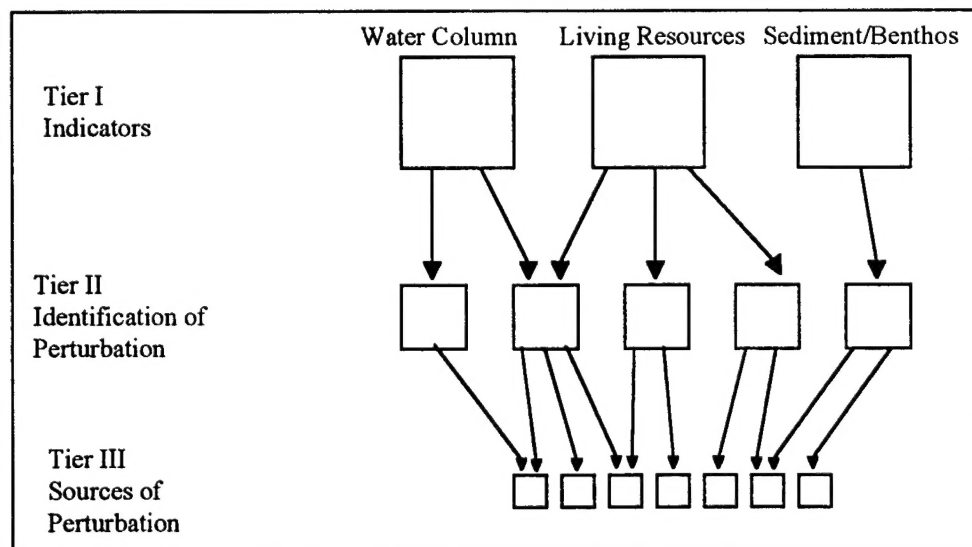 Water Column Living Resources Sediment/Benthos
Tier I
Indicators
Tier II
Identification of
Perturbation
Tier III
Sources of
Perturbation